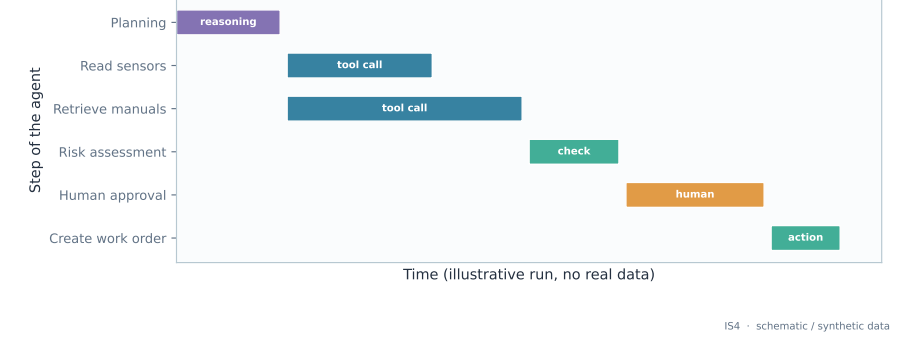 Planning
reasoning
Read sensors
tool call
Retrieve manuals
tool call
Risk assessment
check
Human approval
human
Create work order
action
Step of the agent
Time (illustrative run, no real data)
IS4 · schematic / synthetic data